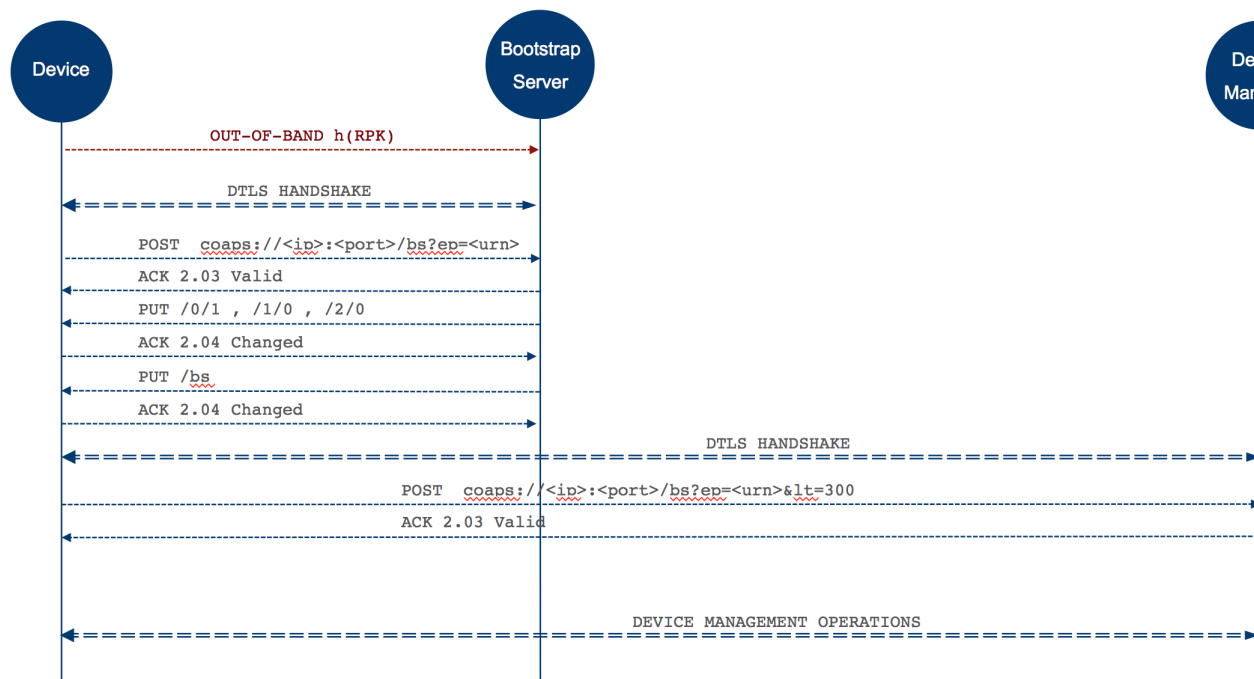 Device
Bootstrap
Server
De
Mar
OUT-OF-BAND h(RPK)
DTLS HANDSHAKE
POST coaps://<ip>:<port>/bs?ep=<urn>
ACK 2.03 Valid
PUT /0/1 , /1/0 , /2/0
ACK 2.04 Changed
PUT /bs
ACK 2.04 Changed
DTLS HANDSHAKE
POST coaps://<ip>:<port>/bs?ep=<urn>&lt=300
ACK 2.03 Valid
DEVICE MANAGEMENT OPERATIONS